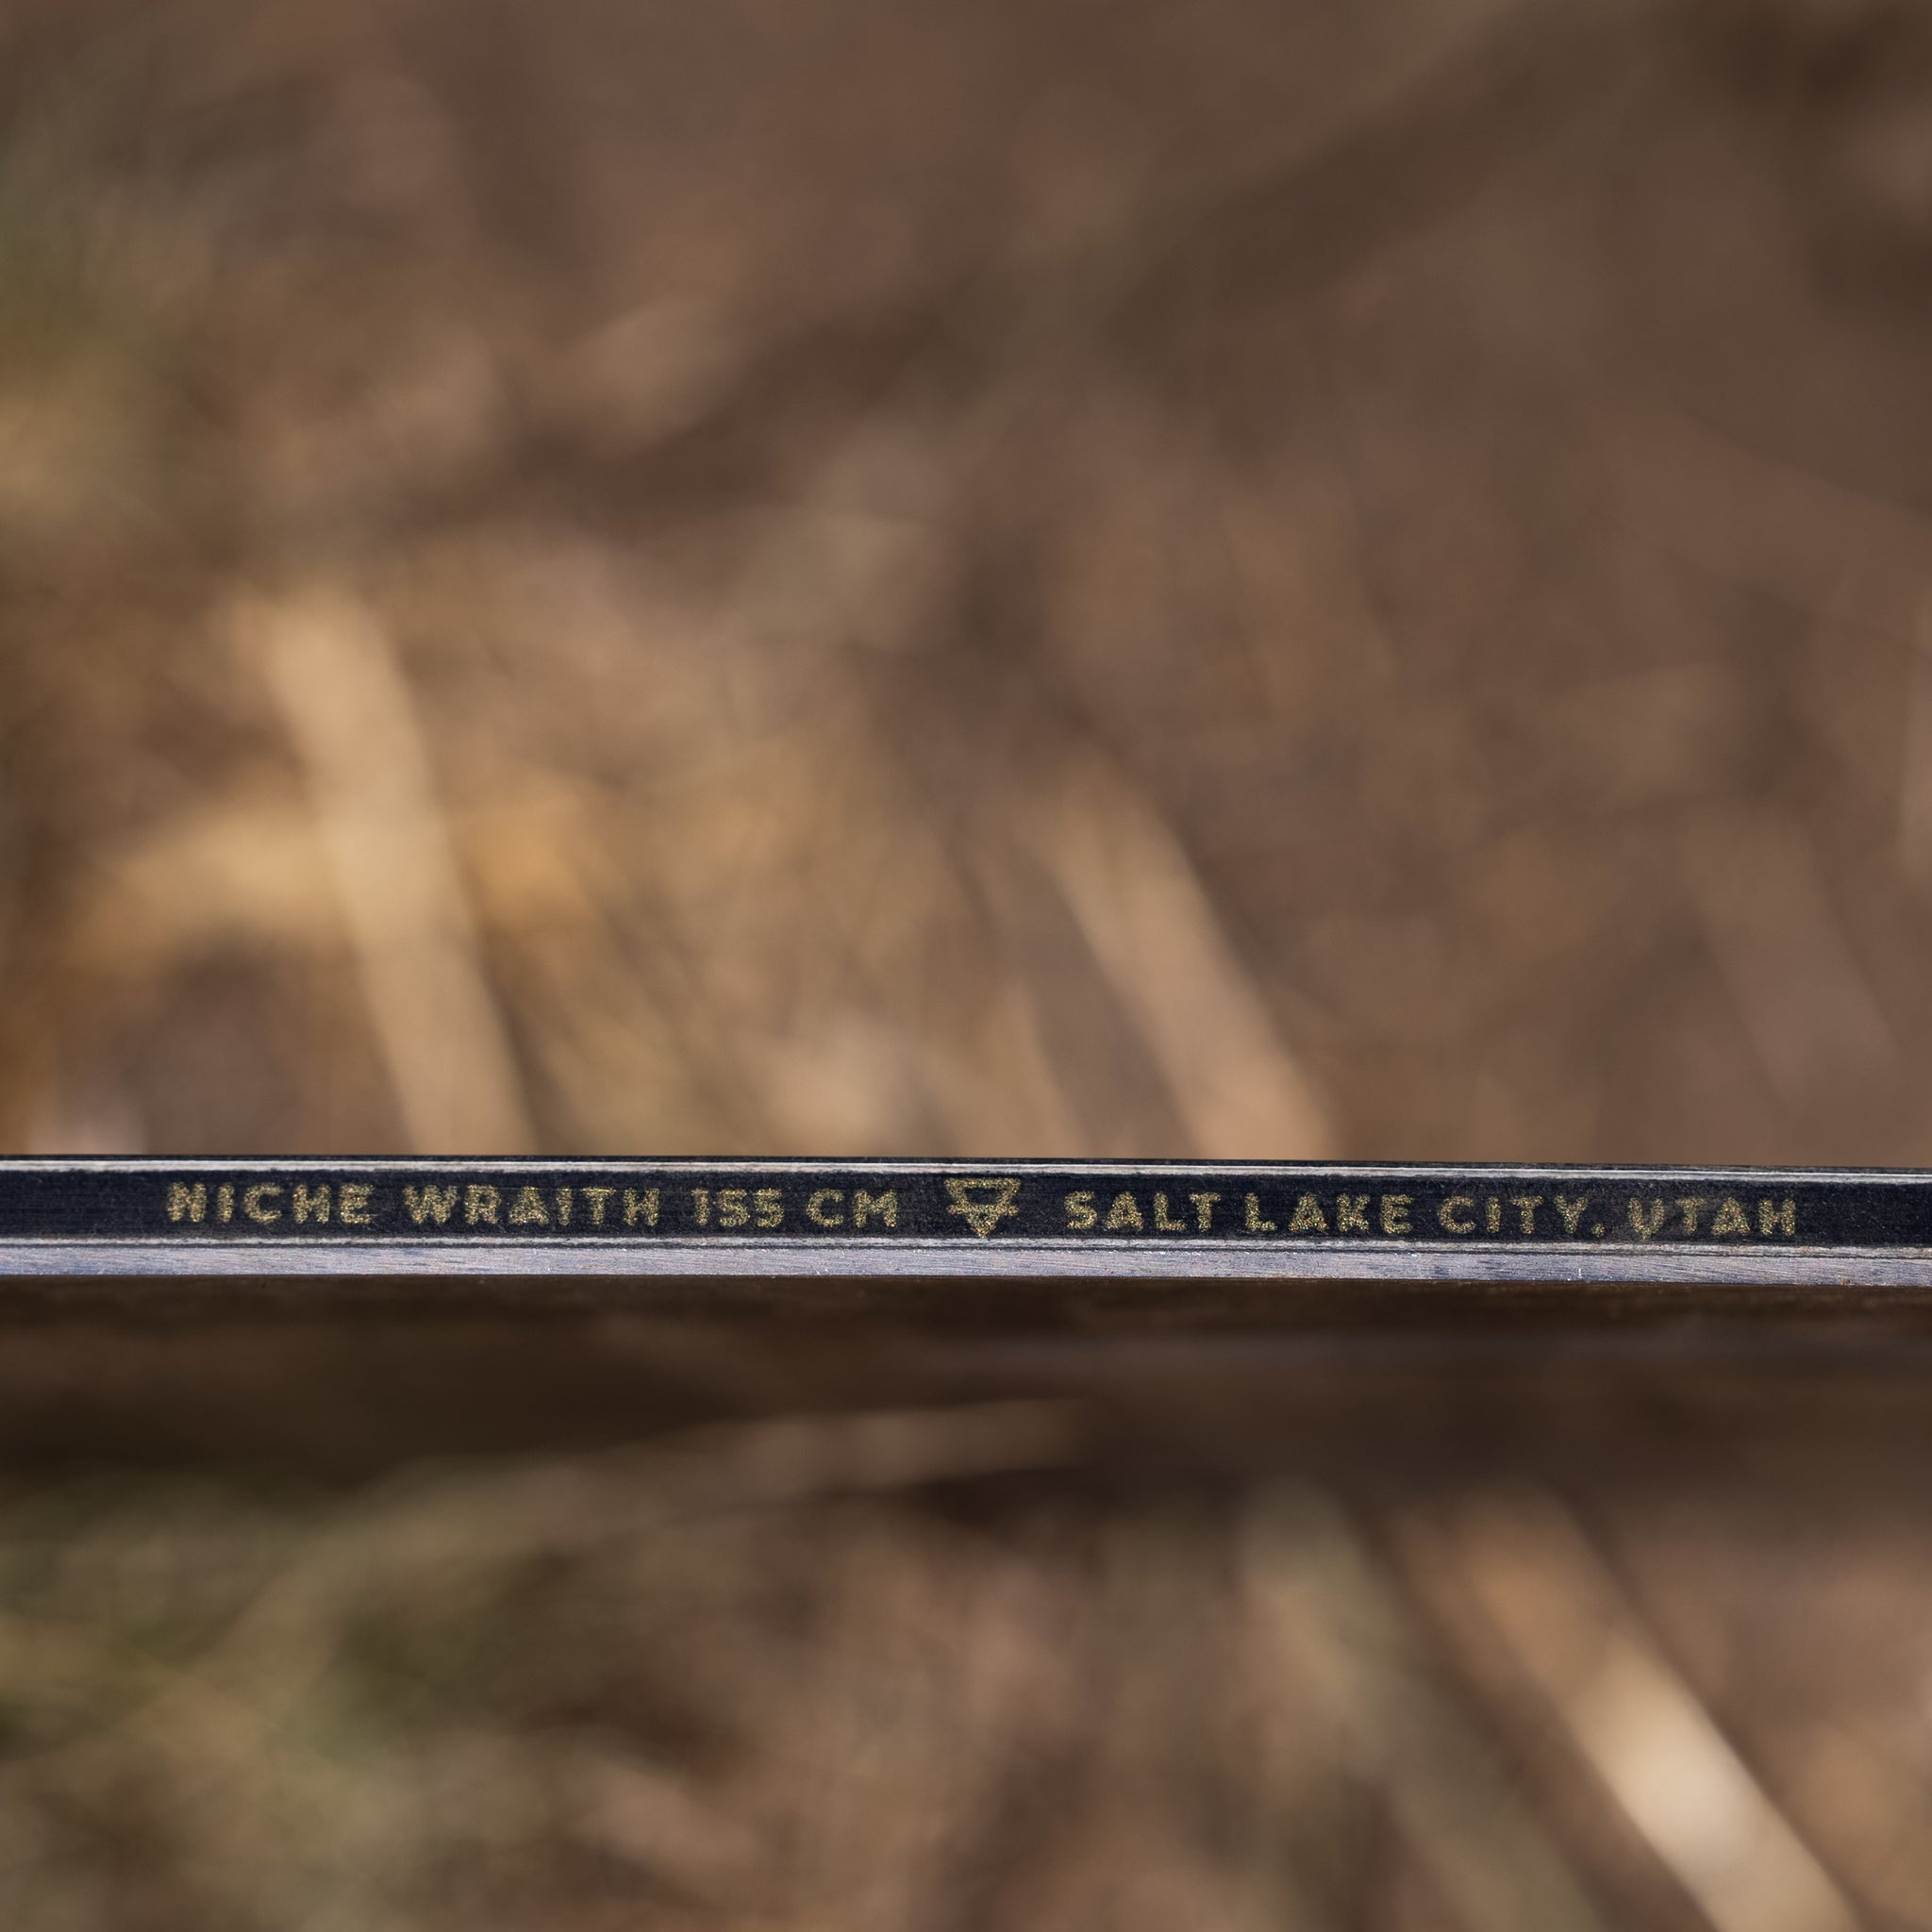 NICHE WRAITH 155 CM SALT LAKE CITY, UTAH